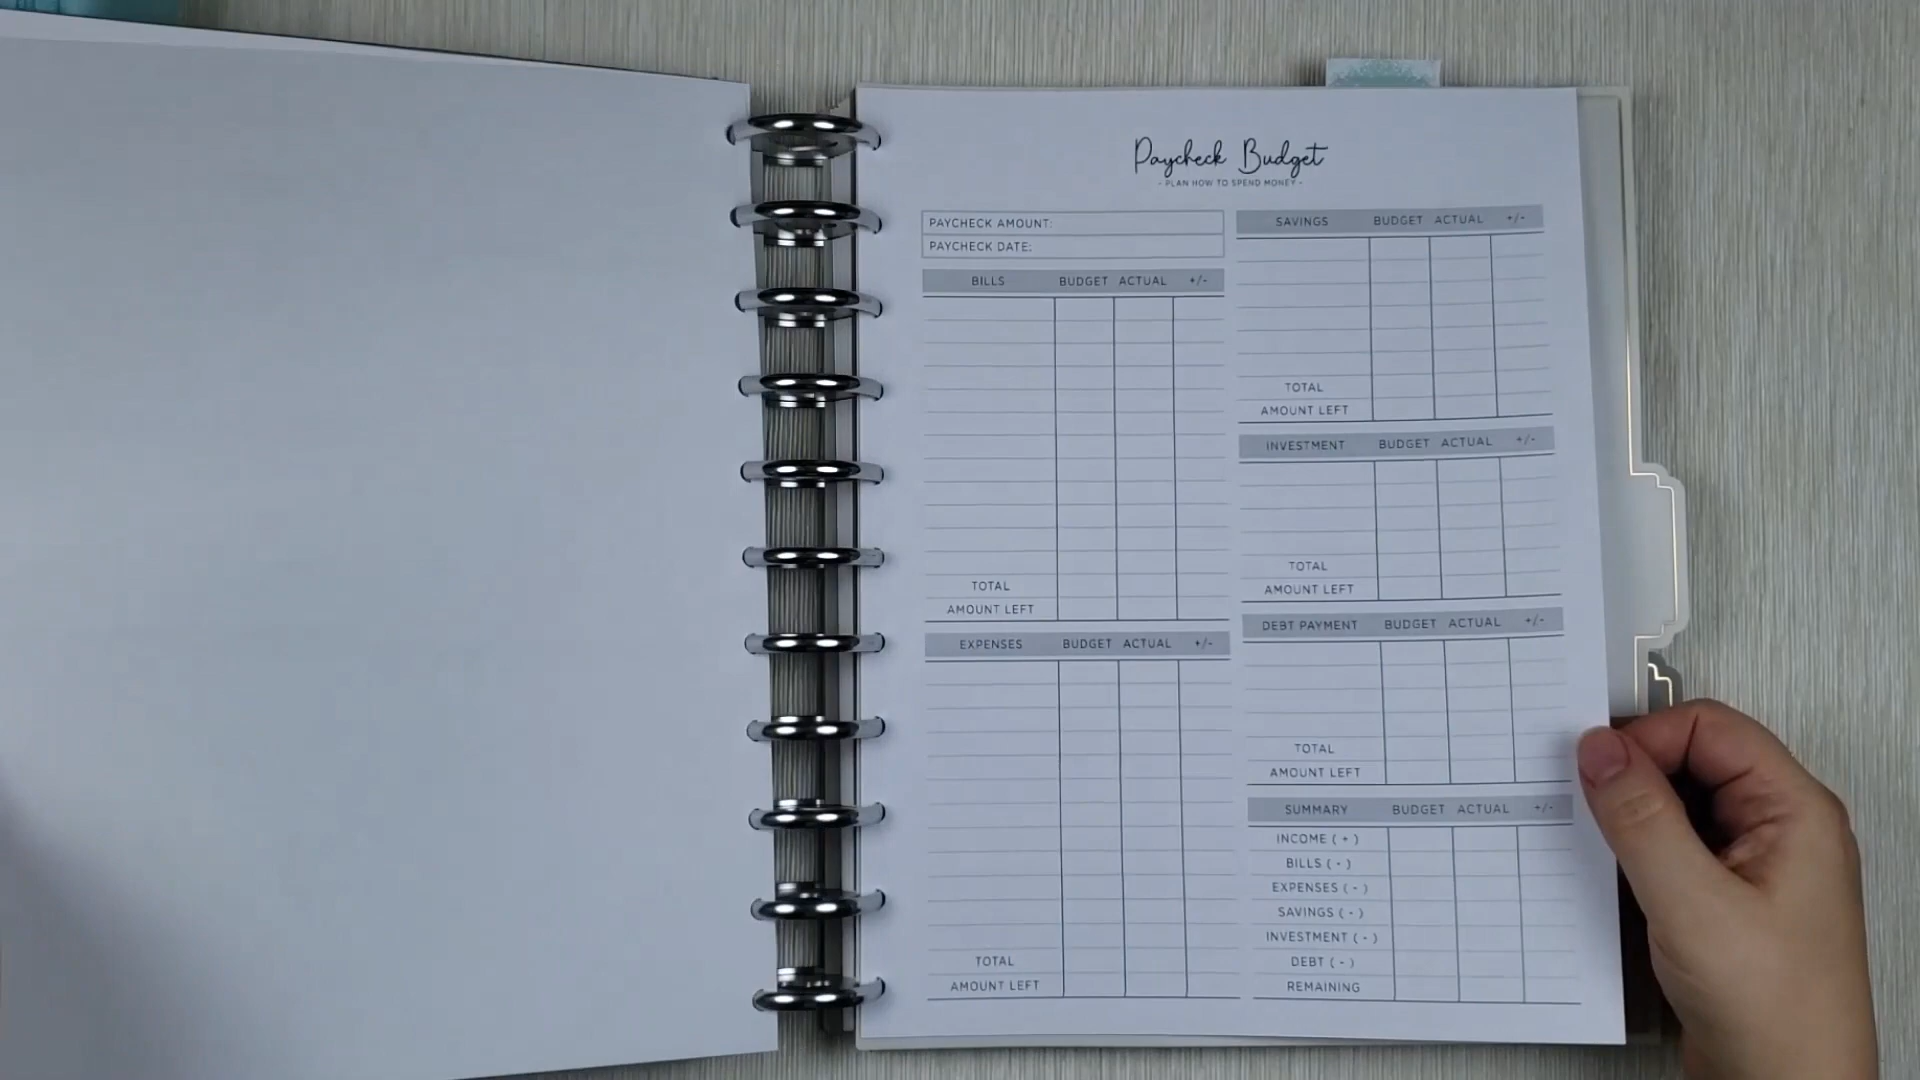 Paycheck Budget
- PLAN HOW TO SPEND MONEY -
PAYCHECK AMOUNT:
PAYCHECK DATE:
BILLS BUDGET ACTUAL +/-
TOTAL
AMOUNT LEFT
EXPENSES BUDGET ACTUAL +/-
TOTAL
AMOUNT LEFT
SAVINGS BUDGET ACTUAL +/-
TOTAL
AMOUNT LEFT
INVESTMENT BUDGET ACTUAL +/-
TOTAL
AMOUNT LEFT
DEBT PAYMENT BUDGET ACTUAL +/-
TOTAL
AMOUNT LEFT
SUMMARY BUDGET ACTUAL +/-
INCOME ( + )
BILLS ( - )
EXPENSES ( - )
SAVINGS ( - )
INVESTMENT ( - )
DEBT ( - )
REMAINING